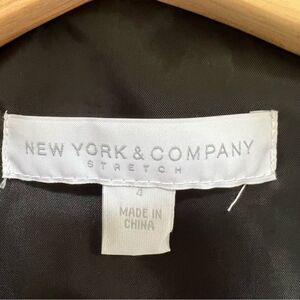 NEW YORK & COMPANY
STRETCH
4
MADE IN
CHINA